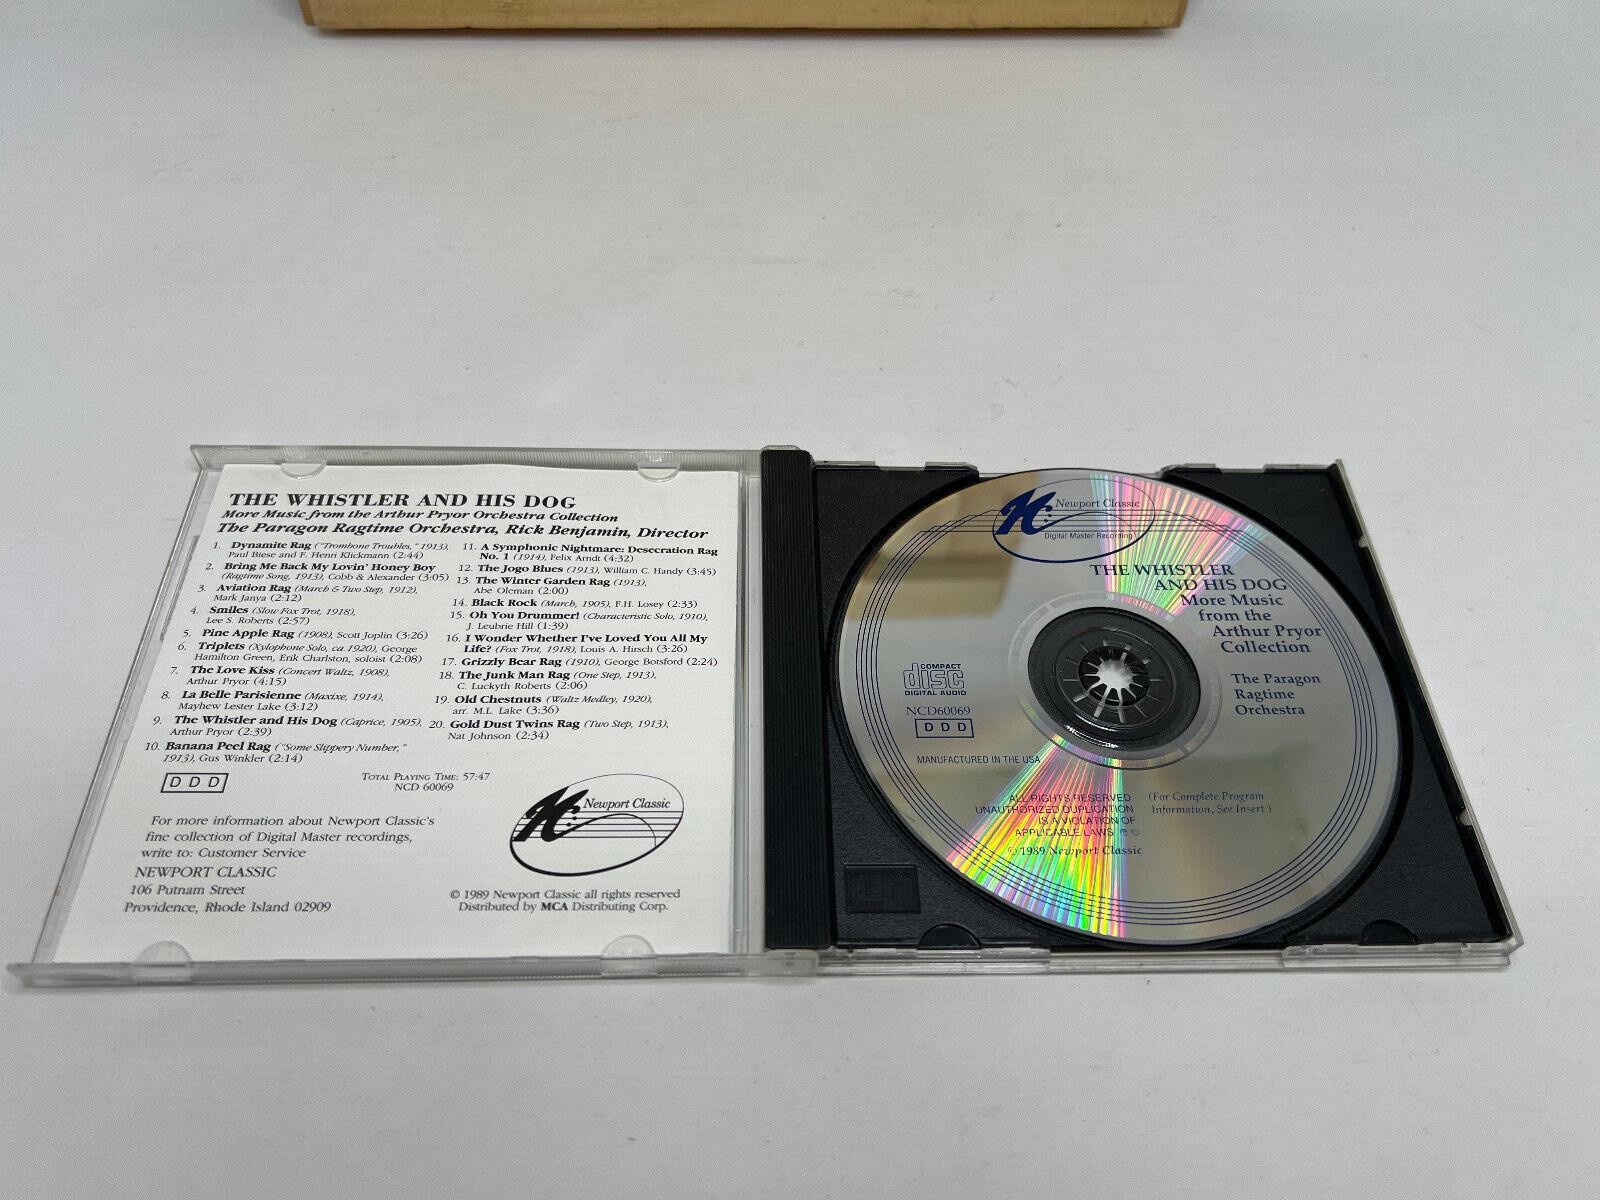 THE WHISTLER AND HIS DOG
More Music from the Arthur Pryor Orchestra Collection
The Paragon Ragtime Orchestra, Rick Benjamin, Director
1. Dynamite Rag ("Trombone Troubles," 1913),
Paul Biese and F. Henri Klickmann (2:44)
2. Bring Me Back My Lovin' Honey Boy
(Ragtime Song, 1913), Cobb & Alexander (3:05)
3. Aviation Rag (March & Two Step, 1912),
Mark Janya (2:12)
4. Smiles (Slow Fox Trot, 1918),
Lee S. Roberts (2:57)
5. Pine Apple Rag (1908), Scott Joplin (3:26)
6. Triplets (Xylophone Solo, ca 1920), George
Hamilton Green, Erik Charlston, soloist (2:08)
7. The Love Kiss (Concert Waltz, 1908),
Arthur Pryor (4:15)
8. La Belle Parisienne (Maxixe, 1914),
Mayhew Lester Lake (3:12)
9. The Whistler and His Dog (Caprice, 1905),
Arthur Pryor (2:39)
10. Banana Peel Rag ("Some Slippery Number,"
1913), Gus Winkler (2:14)
11. A Symphonic Nightmare: Desecration Rag
No. 1 (1914), Felix Arndt (4:32)
12. The Jogo Blues (1913), William C. Handy (3:45)
13. The Winter Garden Rag (1913),
Abe Oleman (2:00)
14. Black Rock (March, 1905), F.H. Losey (2:33)
15. Oh You Drummer! (Characteristic Solo, 1910),
J. Leubrie Hill (1:39)
16. I Wonder Whether I've Loved You All My
Life? (Fox Trot, 1918), Louis A. Hirsch (3:26)
17. Grizzly Bear Rag (1910), George Botsford (2:24)
18. The Junk Man Rag (One Step, 1913),
C. Luckyth Roberts (2:06)
19. Old Chestnuts (Waltz Medley, 1920),
arr. M.L. Lake (3:36)
20. Gold Dust Twins Rag (Two Step, 1913),
Nat Johnson (2:34)
DDD
TOTAL PLAYING TIME: 57:47
NCD 60069
For more information about Newport Classic's
fine collection of Digital Master recordings,
write to: Customer Service
NEWPORT CLASSIC
106 Putnam Street
Providence, Rhode Island 02909
Newport Classic
© 1989 Newport Classic all rights reserved
Distributed by MCA Distributing Corp.
Newport Classic
Digital Master Recording
THE WHISTLER
AND HIS DOG
More Music
from the
Arthur Pryor
Collection
The Paragon
Ragtime
Orchestra
COMPACT
disc
DIGITAL AUDIO
NCD60069
DDD
MANUFACTURED IN THE USA
ALL RIGHTS RESERVED
UNAUTHORIZED DUPLICATION
IS A VIOLATION OF
APPLICABLE LAWS ℗ ©
© 1989 Newport Classic
(For Complete Program
Information, See Insert.)